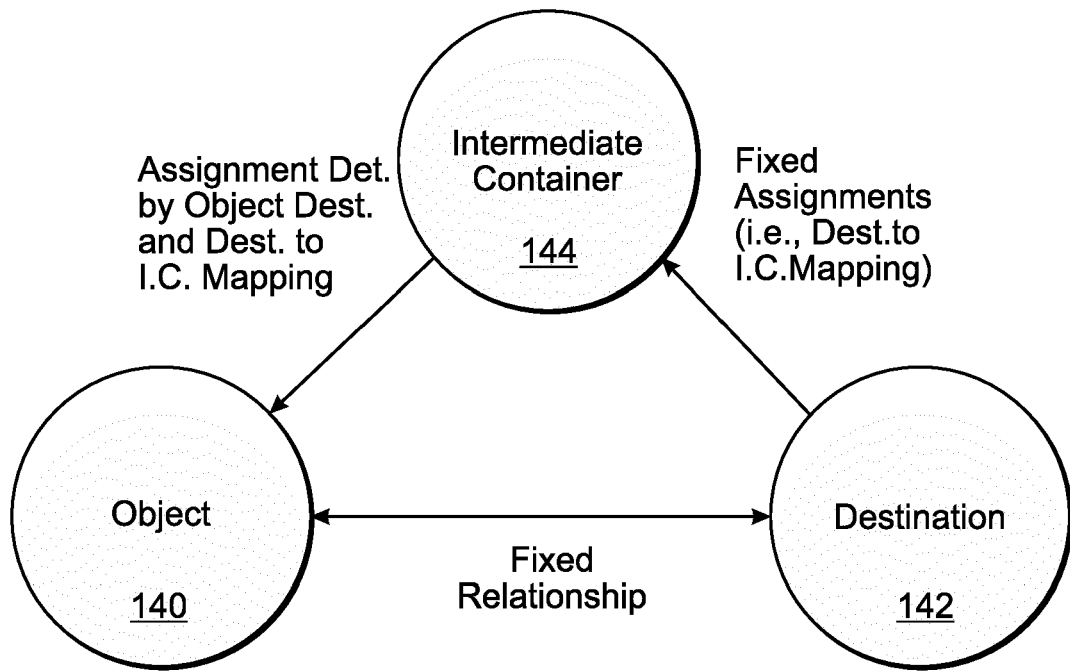 Intermediate
Container
144
Assignment Det.
by Object Dest.
and Dest. to
I.C. Mapping
Fixed
Assignments
(i.e., Dest.to
I.C.Mapping)
Object
140
Fixed
Relationship
Destination
142